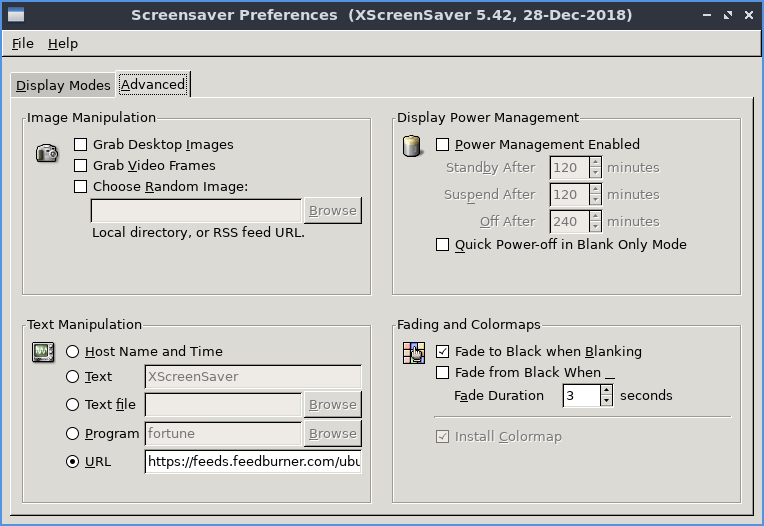 Screensaver Preferences (XScreenSaver 5.42, 28-Dec-2018)
File Help
Display Modes Advanced
Image Manipulation
Grab Desktop Images
Grab Video Frames
Choose Random Image:
Browse
Local directory, or RSS feed URL.
Display Power Management
Power Management Enabled
Standby After 120 minutes
Suspend After 120 minutes
Off After 240 minutes
Quick Power-off in Blank Only Mode
Text Manipulation
Host Name and Time
Text XScreenSaver
Text file Browse
Program fortune Browse
URL https://feeds.feedburner.com/ubu
Fading and Colormaps
Fade to Black when Blanking
Fade from Black When _
Fade Duration 3 seconds
Install Colormap